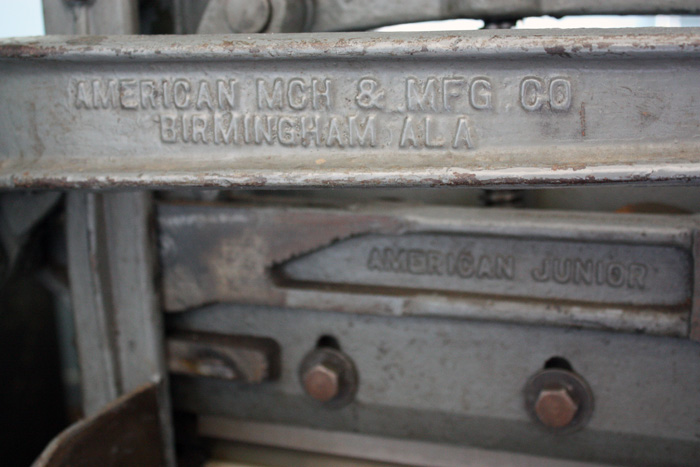 AMERICAN MCH & MFG CO
BIRMINGHAM ALA
AMERICAN JUNIOR